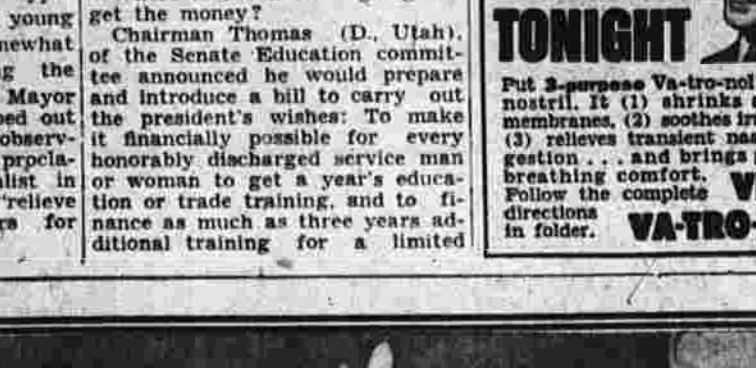 young
newhat
g the
Mayor
ed out
observ-
procla-
list in
"relieve
rs for
get the money?
Chairman Thomas (D., Utah),
of the Senate Education commit-
tee announced he would prepare
and introduce a bill to carry out
the president's wishes: To make
it financially possible for every
honorably discharged service man
or woman to get a year's educa-
tion or trade training, and to fi-
nance as much as three years ad-
ditional training for a limited
TONIGHT
Put 3-purpose Va-tro-no
nostril. It (1) shrinks
membranes, (2) soothes
(3) relieves transient na
gestion . . . and brings
breathing comfort.
Follow the complete
directions
in folder.
VA-TRO-